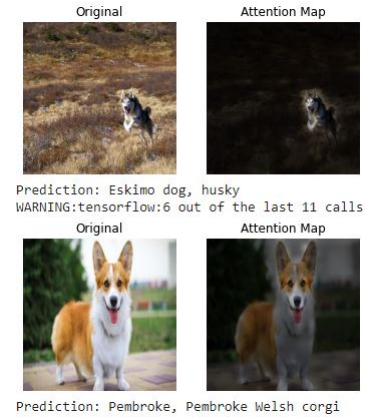 Original Attention Map
Prediction: Eskimo dog, husky
WARNING:tensorflow:6 out of the last 11 calls
Original Attention Map
Prediction: Pembroke, Pembroke Welsh corgi